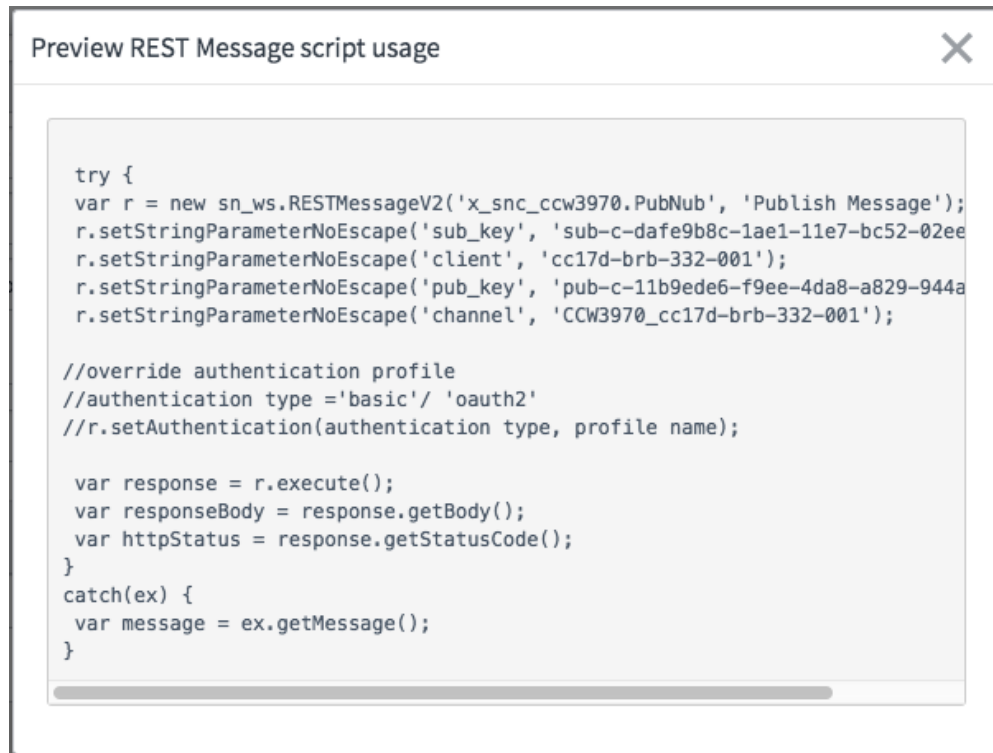 Preview REST Message script usage
try {
var r = new sn_ws.RESTMessageV2('x_snc_ccw3970.PubNub', 'Publish Message');
r.setStringParameterNoEscape('sub_key', 'sub-c-dafe9b8c-1ae1-11e7-bc52-02ee
r.setStringParameterNoEscape('client', 'cc17d-brb-332-001');
r.setStringParameterNoEscape('pub_key', 'pub-c-11b9ede6-f9ee-4da8-a829-944a
r.setStringParameterNoEscape('channel', 'CCW3970_cc17d-brb-332-001');
//override authentication profile
//authentication type ='basic'/ 'oauth2'
//r.setAuthentication(authentication type, profile name);
var response = r.execute();
var responseBody = response.getBody();
var httpStatus = response.getStatusCode();
}
catch(ex) {
var message = ex.getMessage();
}